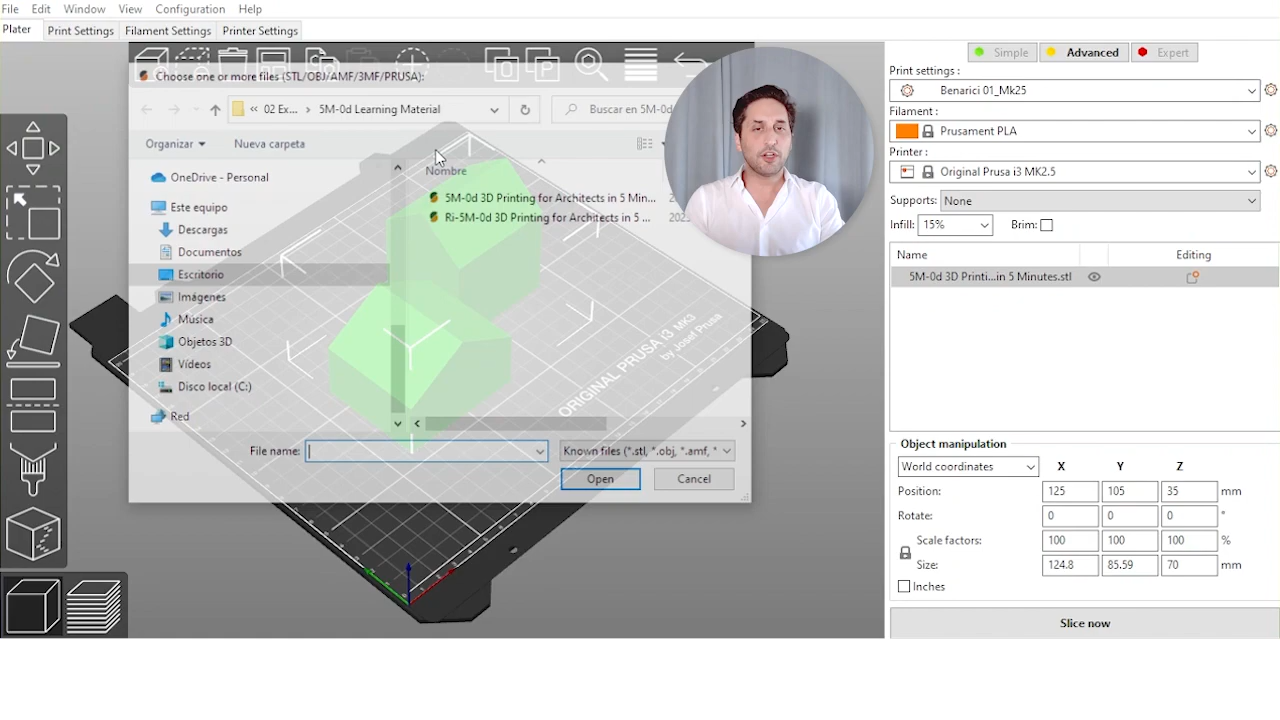 File Edit Window View Configuration Help
Plater Print Settings Filament Settings Printer Settings
Choose one or more files (STL/OBJ/AMF/3MF/PRUSA):
« 02 Ex... › 5M-0d Learning Material
Buscar en 5M-0d
Organizar
Nueva carpeta
Nombre
OneDrive - Personal
Este equipo
Descargas
Documentos
Escritorio
Imágenes
Música
Objetos 3D
Vídeos
Disco local (C:)
Red
5M-0d 3D Printing for Architects in 5 Min...
Ri-5M-0d 3D Printing for Architects in 5 ...
ORIGINAL PRUSA i3 MK3
by Josef Prusa
File name:
Known files (*.stl, *.obj, *.amf, *
Open
Cancel
Simple Advanced Expert
Print settings :
Benarici 01_Mk25
Filament :
Prusament PLA
Printer :
Original Prusa i3 MK2.5
Supports: None
Infill: 15% Brim:
Name Editing
5M-0d 3D Printi...in 5 Minutes.stl
Object manipulation
World coordinates X Y Z
Position: 125 105 35 mm
Rotate: 0 0 0 °
Scale factors: 100 100 100 %
Size: 124.8 85.59 70 mm
Inches
Slice now